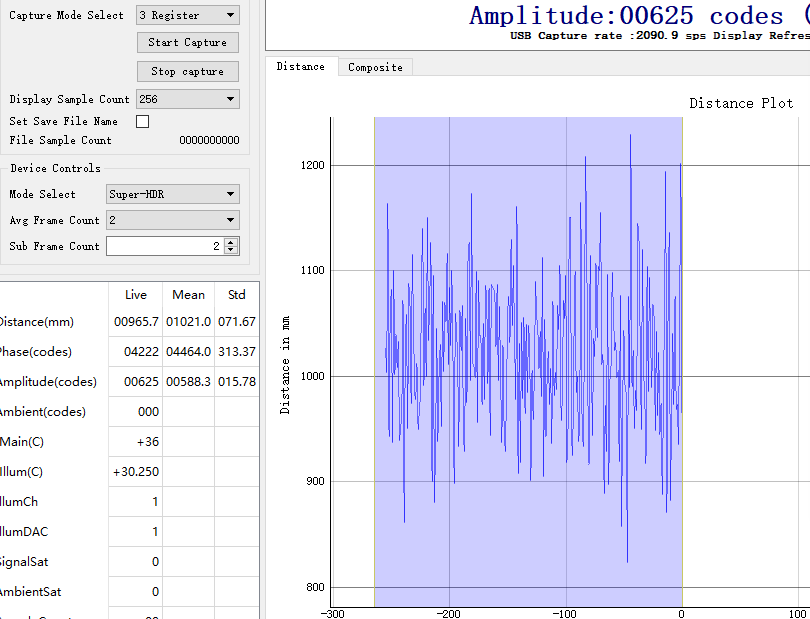 Capture Mode Select 3 Register
Start Capture
Stop capture
Display Sample Count 256
Set Save File Name
File Sample Count 0000000000
Device Controls
Mode Select Super-HDR
Avg Frame Count 2
Sub Frame Count 2
Live Mean Std
Distance(mm) 00965.7 01021.0 071.67
Phase(codes) 04222 04464.0 313.37
Amplitude(codes) 00625 00588.3 015.78
Ambient(codes) 000
Main(C) +36
Illum(C) +30.250
IllumCh 1
IllumDAC 1
SignalSat 0
AmbientSat 0
Amplitude:00625 codes (
USB Capture rate :2090.9 sps Display Refres
Distance Composite
Distance Plot
Distance in mm
1200
1100
1000
900
800
-300 -200 -100 0 100